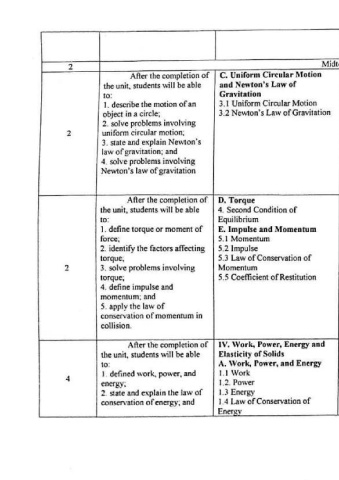 2
Midt
2
After the completion of
the unit, students will be able
to:
1. describe the motion of an
object in a circle;
2. solve problems involving
uniform circular motion;
3. state and explain Newton's
law of gravitation; and
4. solve problems involving
Newton's law of gravitation
C. Uniform Circular Motion
and Newton's Law of
Gravitation
3.1 Uniform Circular Motion
3.2 Newton's Law of Gravitation
2
After the completion of
the unit, students will be able
to:
1. define torque or moment of
force;
2. identify the factors affecting
torque;
3. solve problems involving
torque;
4. define impulse and
momentum; and
5. apply the law of
conservation of momentum in
collision.
D. Torque
4. Second Condition of
Equilibrium
E. Impulse and Momentum
5.1 Momentum
5.2 Impulse
5.3 Law of Conservation of
Momentum
5.5 Coefficient of Restitution
4
After the completion of
the unit, students will be able
to:
1. defined work, power, and
energy;
2. state and explain the law of
conservation of energy; and
IV. Work, Power, Energy and
Elasticity of Solids
A. Work, Power, and Energy
1.1 Work
1.2. Power
1.3 Energy
1.4 Law of Conservation of
Energy